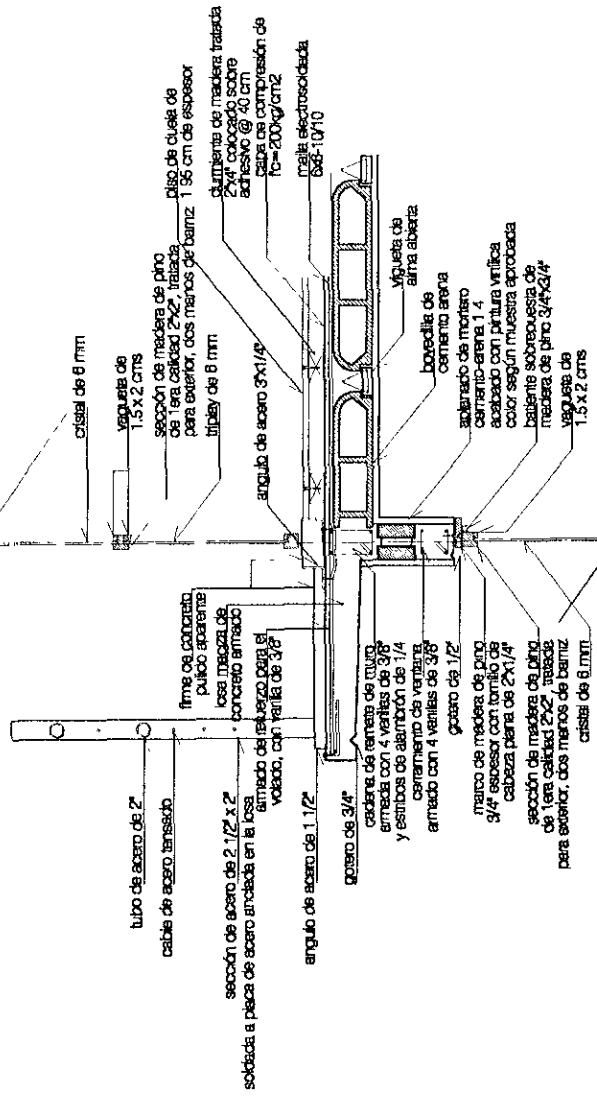 cristal de 6 mm
vagueta de
1.5 x 2 cms
sección de madera de pino
de 1era calidad 2"x2", tratada
para exterior, dos manos de barniz
triplay de 6 mm
piso de duela de
1 95 cm de espesor
durmiente de madera tratada
2"x4" colocado sobre
adhesivo @ 40 cm
capa de compresión de
f'c=200kg/cm2
malla electrosoldada
6x6-10/10
angulo de acero 3"x1/4"
vigueta de
alma abierta
bovedilla de
cemento arena
aplanado de mortero
cemento-arena 1 4
acabado con pintura vinílica
color según muestra aprobada
batiente sobrepuesta de
madera de pino 3/4"x3/4"
vagueta de
1.5 x 2 cms
tubo de acero de 2"
cable de acero tensado
sección de acero de 2 1/2" x 2"
soldada a placa de acero anclada en la losa
firme de concreto
pulido aparente
losa maciza de
concreto armado
armado de refuerzo para el
volado, con varilla de 3/8"
angulo de acero de 1 1/2"
gotero de 3/4"
cadena de remate de muro
armada con 4 varillas de 3/8"
y estribos de alambrón de 1/4
cerramiento de ventana
armado con 4 varillas de 3/8"
gotero de 1/2"
marco de madera de pino
3/4" espesor con tornillo de
cabeza plana de 2"x1/4"
sección de madera de pino
de 1era calidad 2"x2", tratada
para exterior, dos manos de barniz
cristal de 6 mm